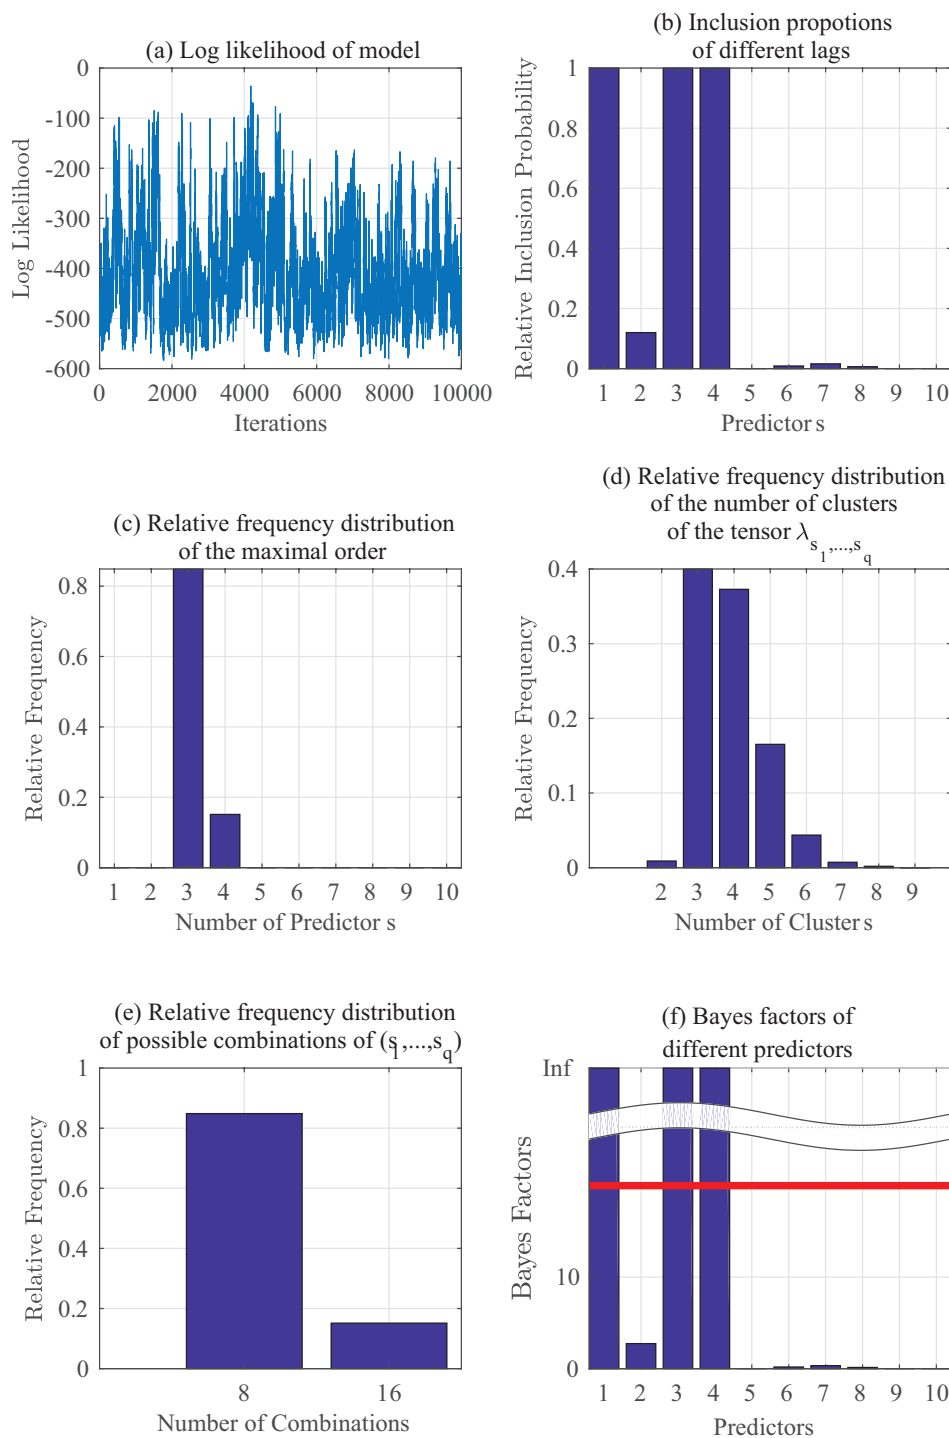 (a) Log likelihood of model
0
-100
-200
-300
-400
-500
-600
Log Likelihood
0 2000 4000 6000 8000 10000
Iterations
(b) Inclusion propotions
of different lags
1
0.8
0.6
0.4
0.2
0
Relative Inclusion Probability
1 2 3 4 5 6 7 8 9 10
Predictor s
(c) Relative frequency distribution
of the maximal order
0.8
0.6
0.4
0.2
0
Relative Frequency
1 2 3 4 5 6 7 8 9 10
Number of Predictor s
(d) Relative frequency distribution
of the number of clusters
of the tensor λ s1,...,sq
0.4
0.3
0.2
0.1
0
Relative Frequency
2 3 4 5 6 7 8 9
Number of Cluster s
(e) Relative frequency distribution
of possible combinations of (s1,...,sq)
1
0.8
0.6
0.4
0.2
0
Relative Frequency
8 16
Number of Combinations
(f) Bayes factors of
different predictors
Inf
10
0
Bayes Factors
1 2 3 4 5 6 7 8 9 10
Predictors